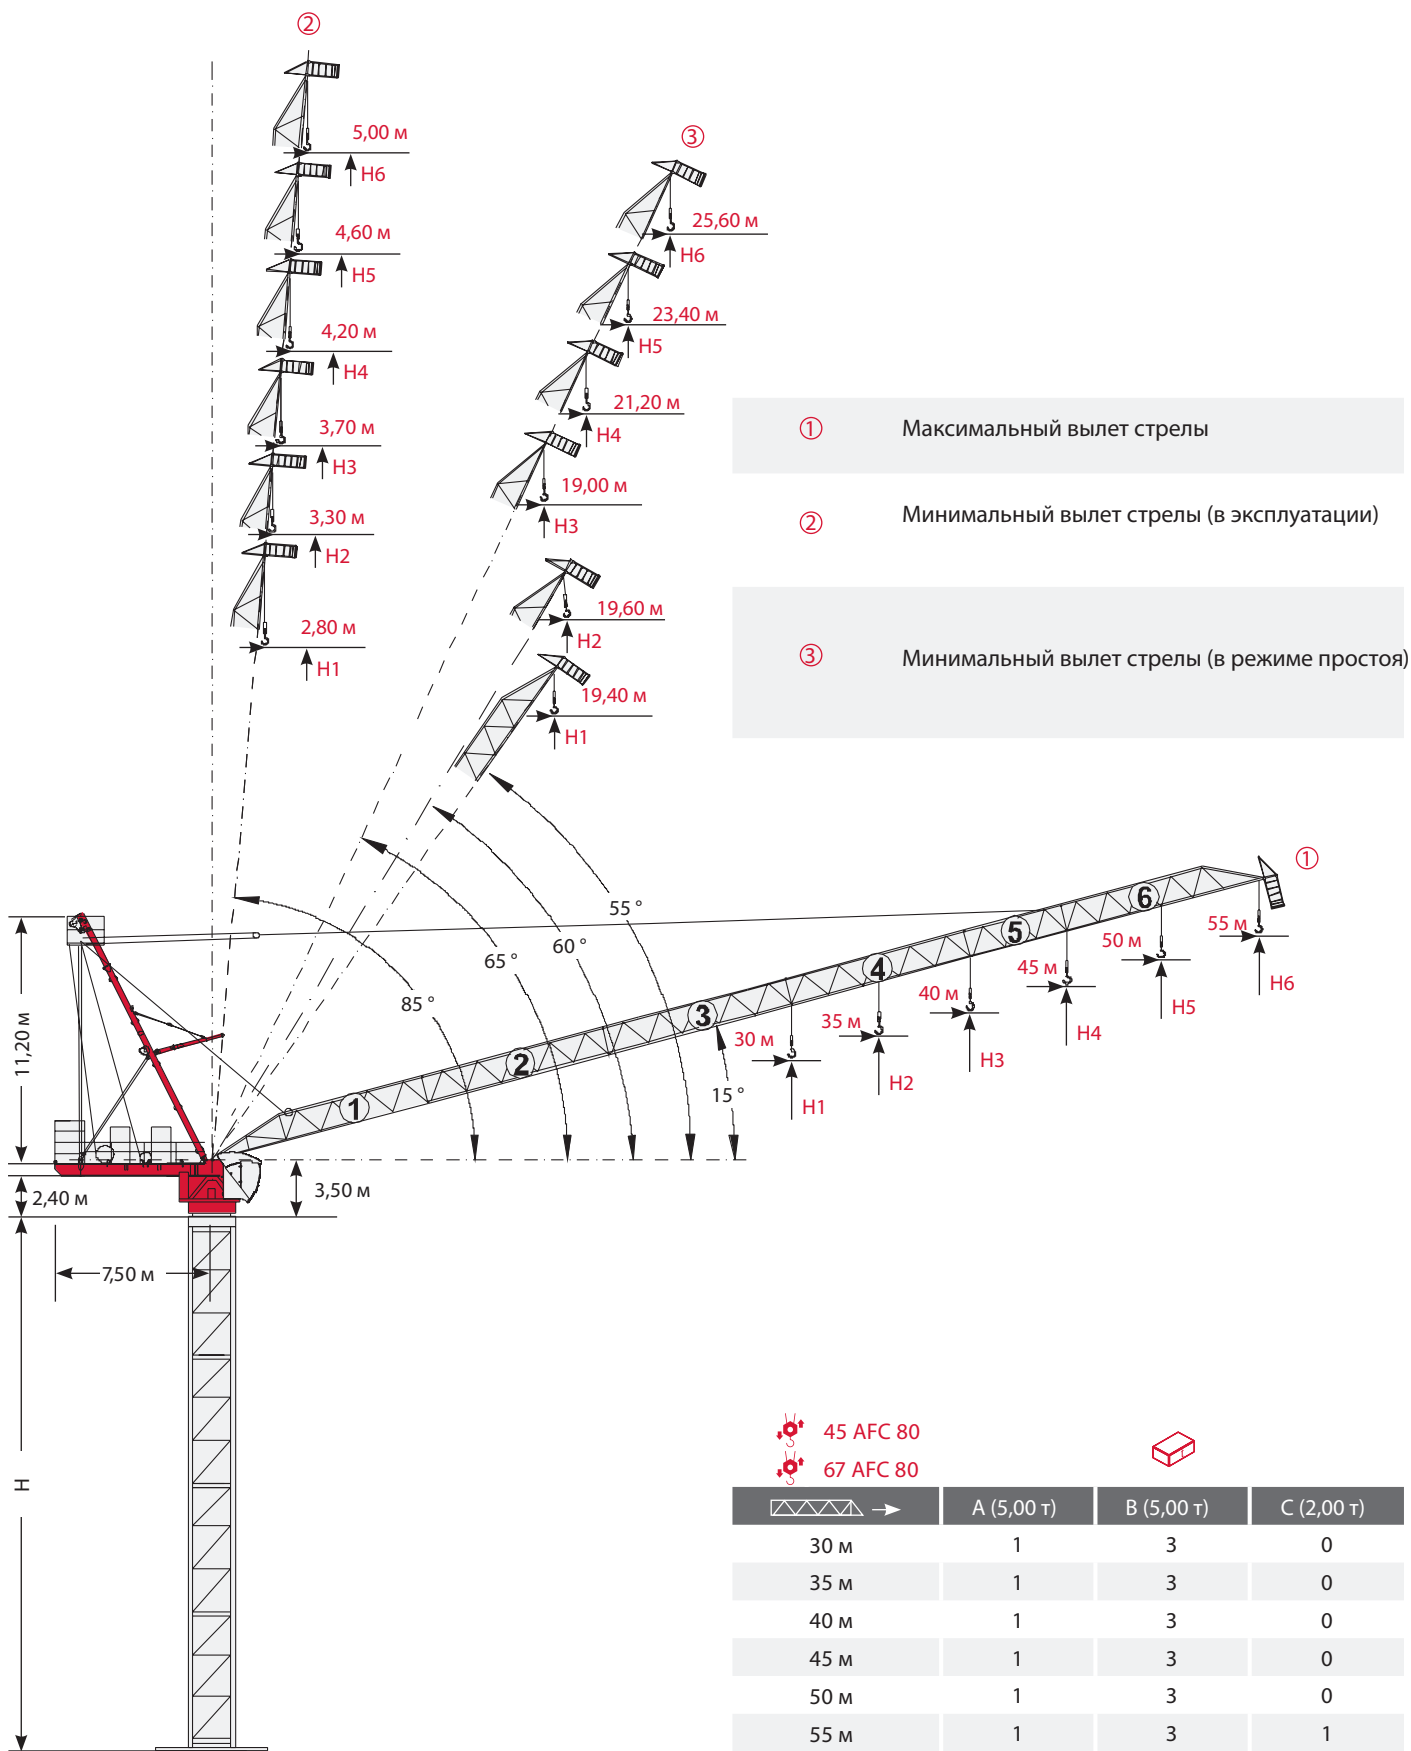 ②
5,00 м
H6
4,60 м
H5
4,20 м
H4
3,70 м
H3
3,30 м
H2
2,80 м
H1
③
25,60 м
H6
23,40 м
H5
21,20 м
H4
19,00 м
H3
19,60 м
H2
19,40 м
H1
① Максимальный вылет стрелы
② Минимальный вылет стрелы (в эксплуатации)
③ Минимальный вылет стрелы (в режиме простоя)
①
55 °
60 °
65 °
85 °
15 °
1
2
3
4
5
6
30 м
H1
35 м
H2
40 м
H3
45 м
H4
50 м
H5
55 м
H6
11,20 м
2,40 м
3,50 м
7,50 м
H
45 AFC 80
67 AFC 80
A (5,00 т) B (5,00 т) C (2,00 т)
30 м 1 3 0
35 м 1 3 0
40 м 1 3 0
45 м 1 3 0
50 м 1 3 0
55 м 1 3 1